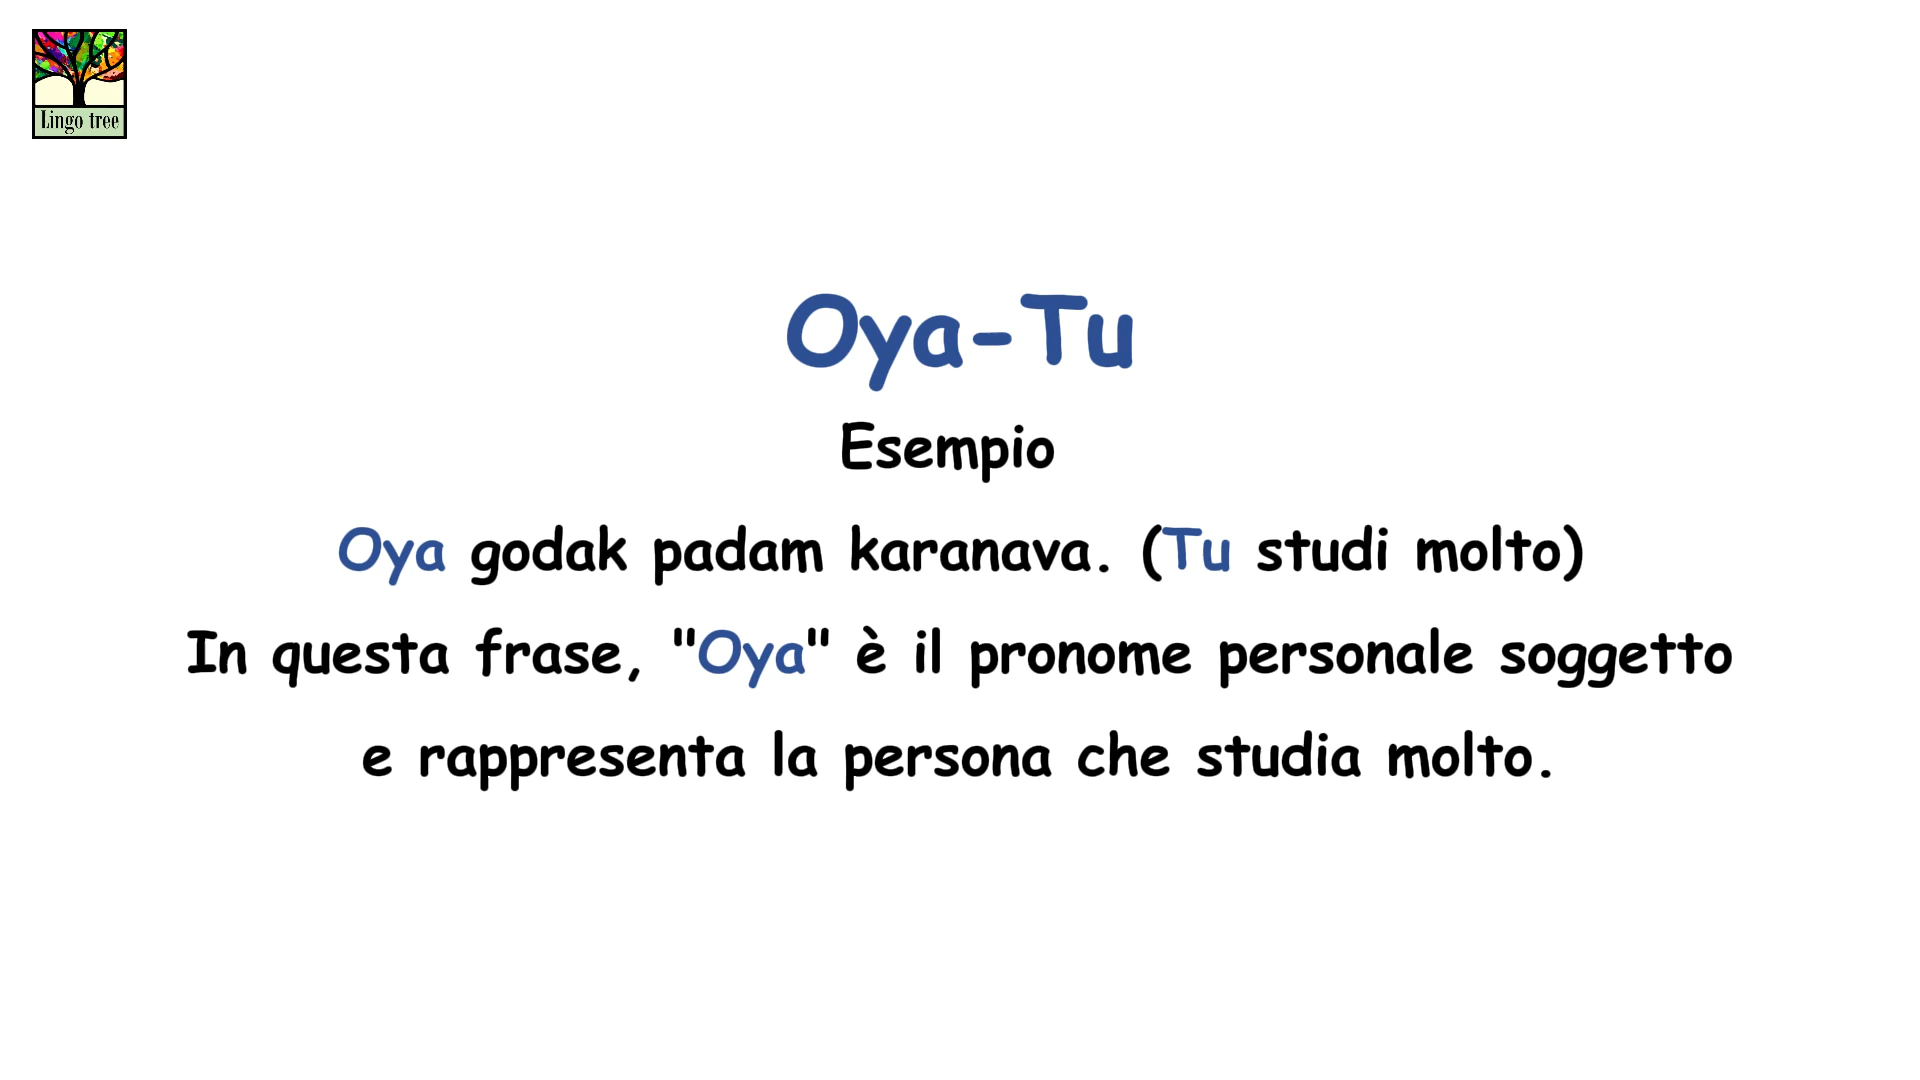 Lingo tree
Oya-Tu
Esempio
Oya godak padam karanava. (Tu studi molto)
In questa frase, "Oya" è il pronome personale soggetto
e rappresenta la persona che studia molto.